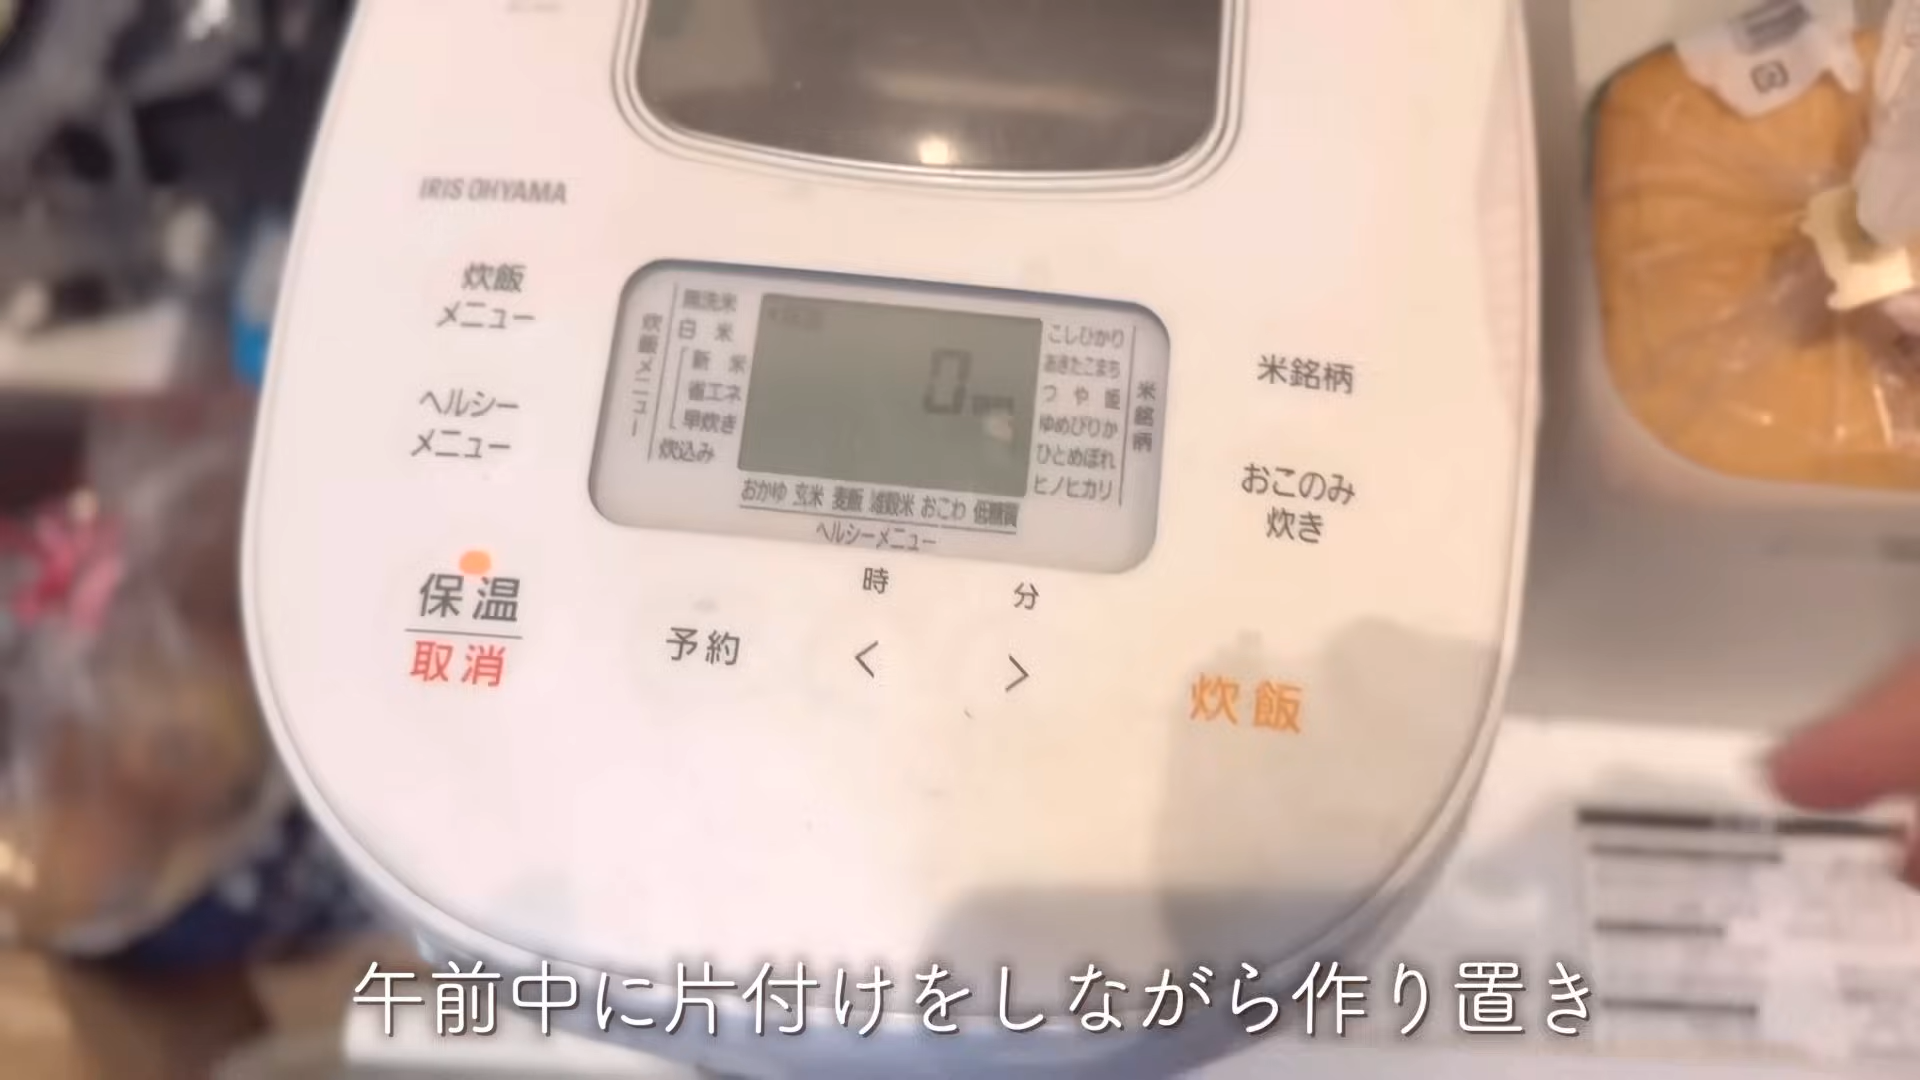 IRIS OHYAMA
炊飯
メニュー
ヘルシー
メニュー
保温
取消
炊飯メニュー
無洗米
白米
新米
省エネ
早炊き
炊込み
0
こしひかり
あきたこまち
つや姫
ゆめぴりか
ひとめぼれ
ヒノヒカリ
米銘柄
おかゆ 玄米 麦飯 雑穀米 おこわ 低糖質
ヘルシーメニュー
米銘柄
おこのみ
炊き
時 分
予約 < >
炊飯
午前中に片付けをしながら作り置き